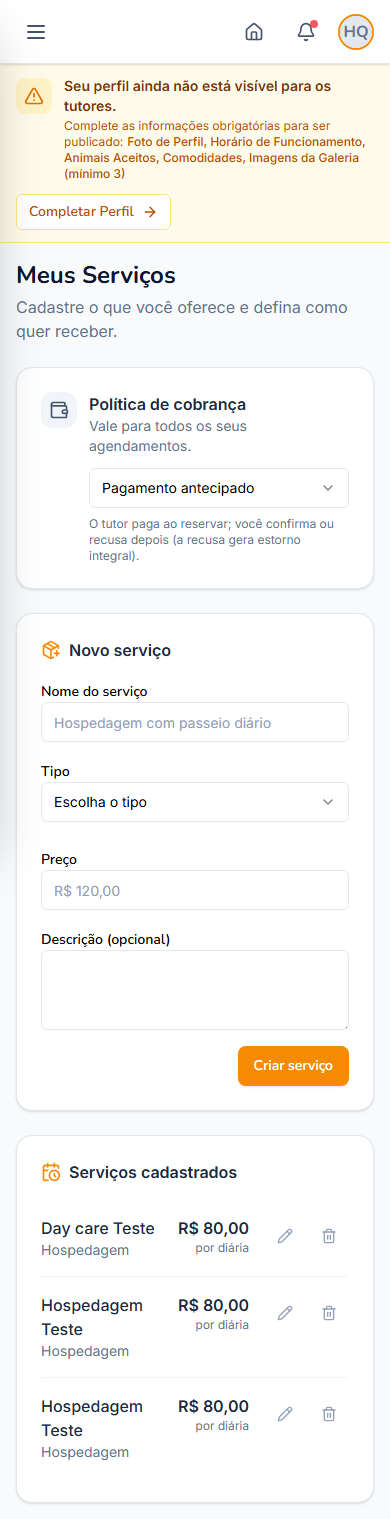 HQ
Seu perfil ainda não está visível para os
tutores.
Complete as informações obrigatórias para ser
publicado: Foto de Perfil, Horário de Funcionamento,
Animais Aceitos, Comodidades, Imagens da Galeria
(mínimo 3)
Completar Perfil
Meus Serviços
Cadastre o que você oferece e defina como
quer receber.
Política de cobrança
Vale para todos os seus
agendamentos.
Pagamento antecipado
O tutor paga ao reservar; você confirma ou
recusa depois (a recusa gera estorno
integral).
Novo serviço
Nome do serviço
Hospedagem com passeio diário
Tipo
Escolha o tipo
Preço
R$ 120,00
Descrição (opcional)
Criar serviço
Serviços cadastrados
Day care Teste R$ 80,00
Hospedagem por diária
Hospedagem R$ 80,00
Teste por diária
Hospedagem
Hospedagem R$ 80,00
Teste por diária
Hospedagem